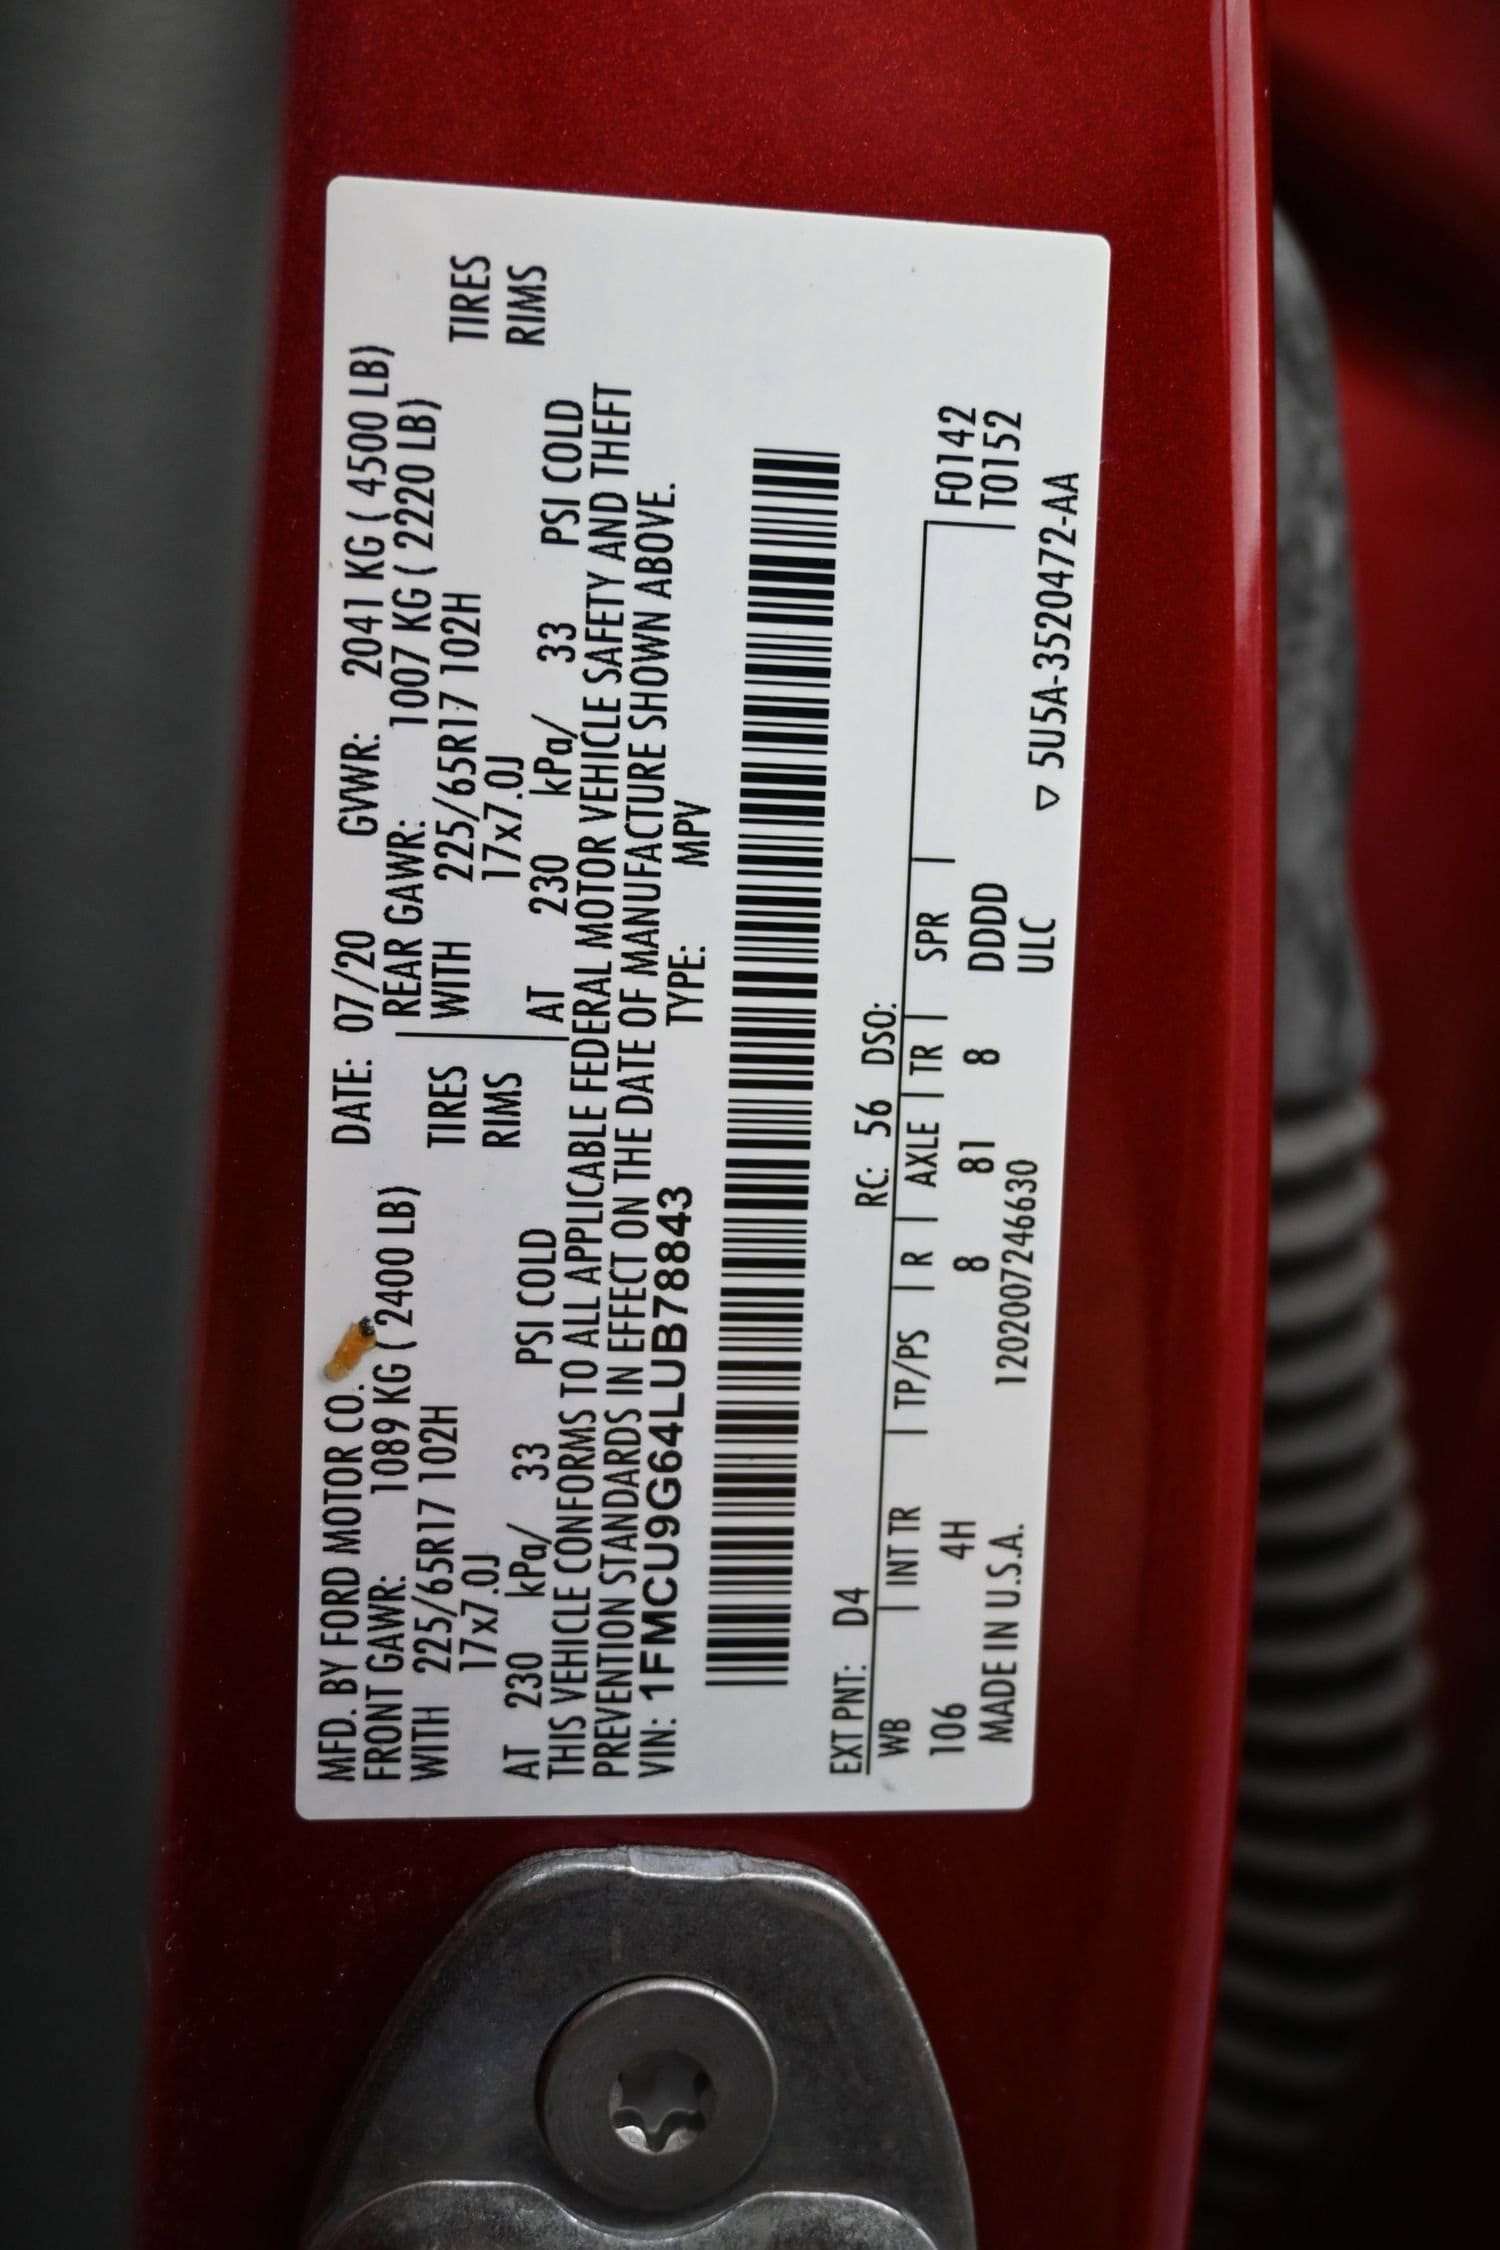 MFD. BY FORD MOTOR CO. DATE: 07/20 GVWR: 2041 KG ( 4500 LB)
FRONT GAWR: 1089 KG ( 2400 LB) REAR GAWR: 1007 KG ( 2220 LB)
WITH 225/65R17 102H TIRES WITH 225/65R17 102H TIRES
17x7.0J RIMS 17x7.0J RIMS
AT 230 kPa/ 33 PSI COLD AT 230 kPa/ 33 PSI COLD
THIS VEHICLE CONFORMS TO ALL APPLICABLE FEDERAL MOTOR VEHICLE SAFETY AND THEFT
PREVENTION STANDARDS IN EFFECT ON THE DATE OF MANUFACTURE SHOWN ABOVE.
VIN: 1FMCU9G64LUB78843 TYPE: MPV
EXT PNT: D4 RC: 56 DSO:
WB INT TR TP/PS R AXLE TR SPR F0142
106 4H 8 81 8 DDDD T0152
MADE IN U.S.A. 120200724​6630 ULC ▽ 5U5A-3520472-AA